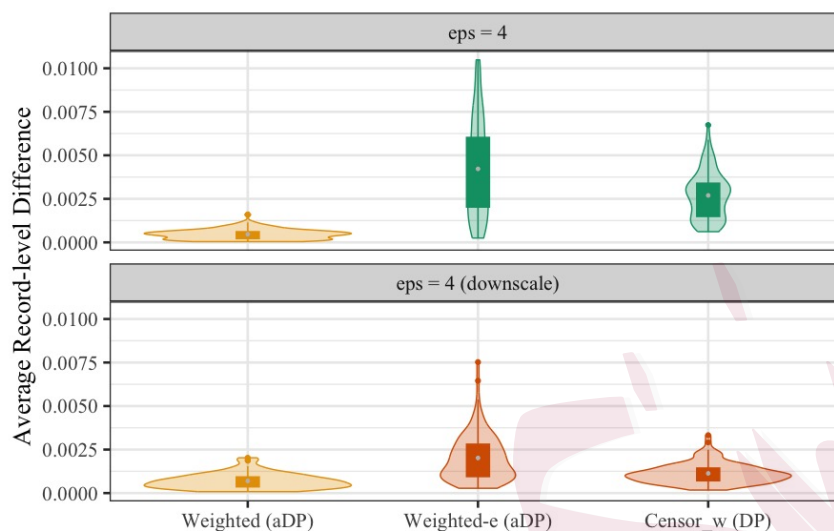 eps = 4
0.0100
0.0075
0.0050
0.0025
0.0000
eps = 4 (downscale)
0.0100
0.0075
0.0050
0.0025
0.0000
Average Record-level Difference
Weighted (aDP) Weighted-e (aDP) Censor_w (DP)